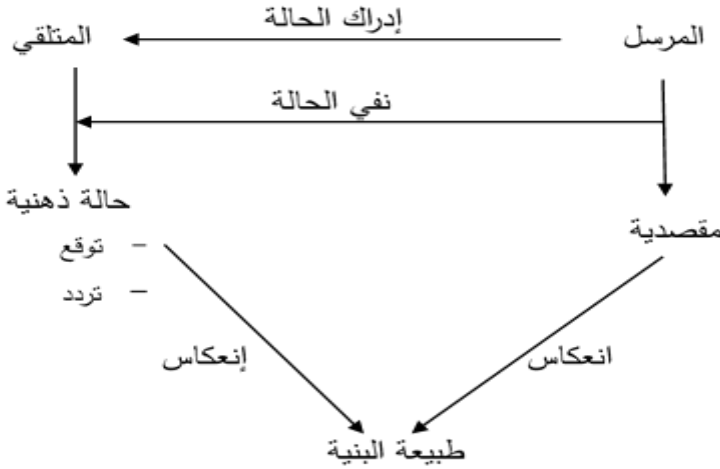 إدراك الحالة
المرسل
المتلقي
نفي الحالة
حالة ذهنية
مقصدية
- توقع
- تردد
انعكاس
إنعكاس
طبيعة البنية